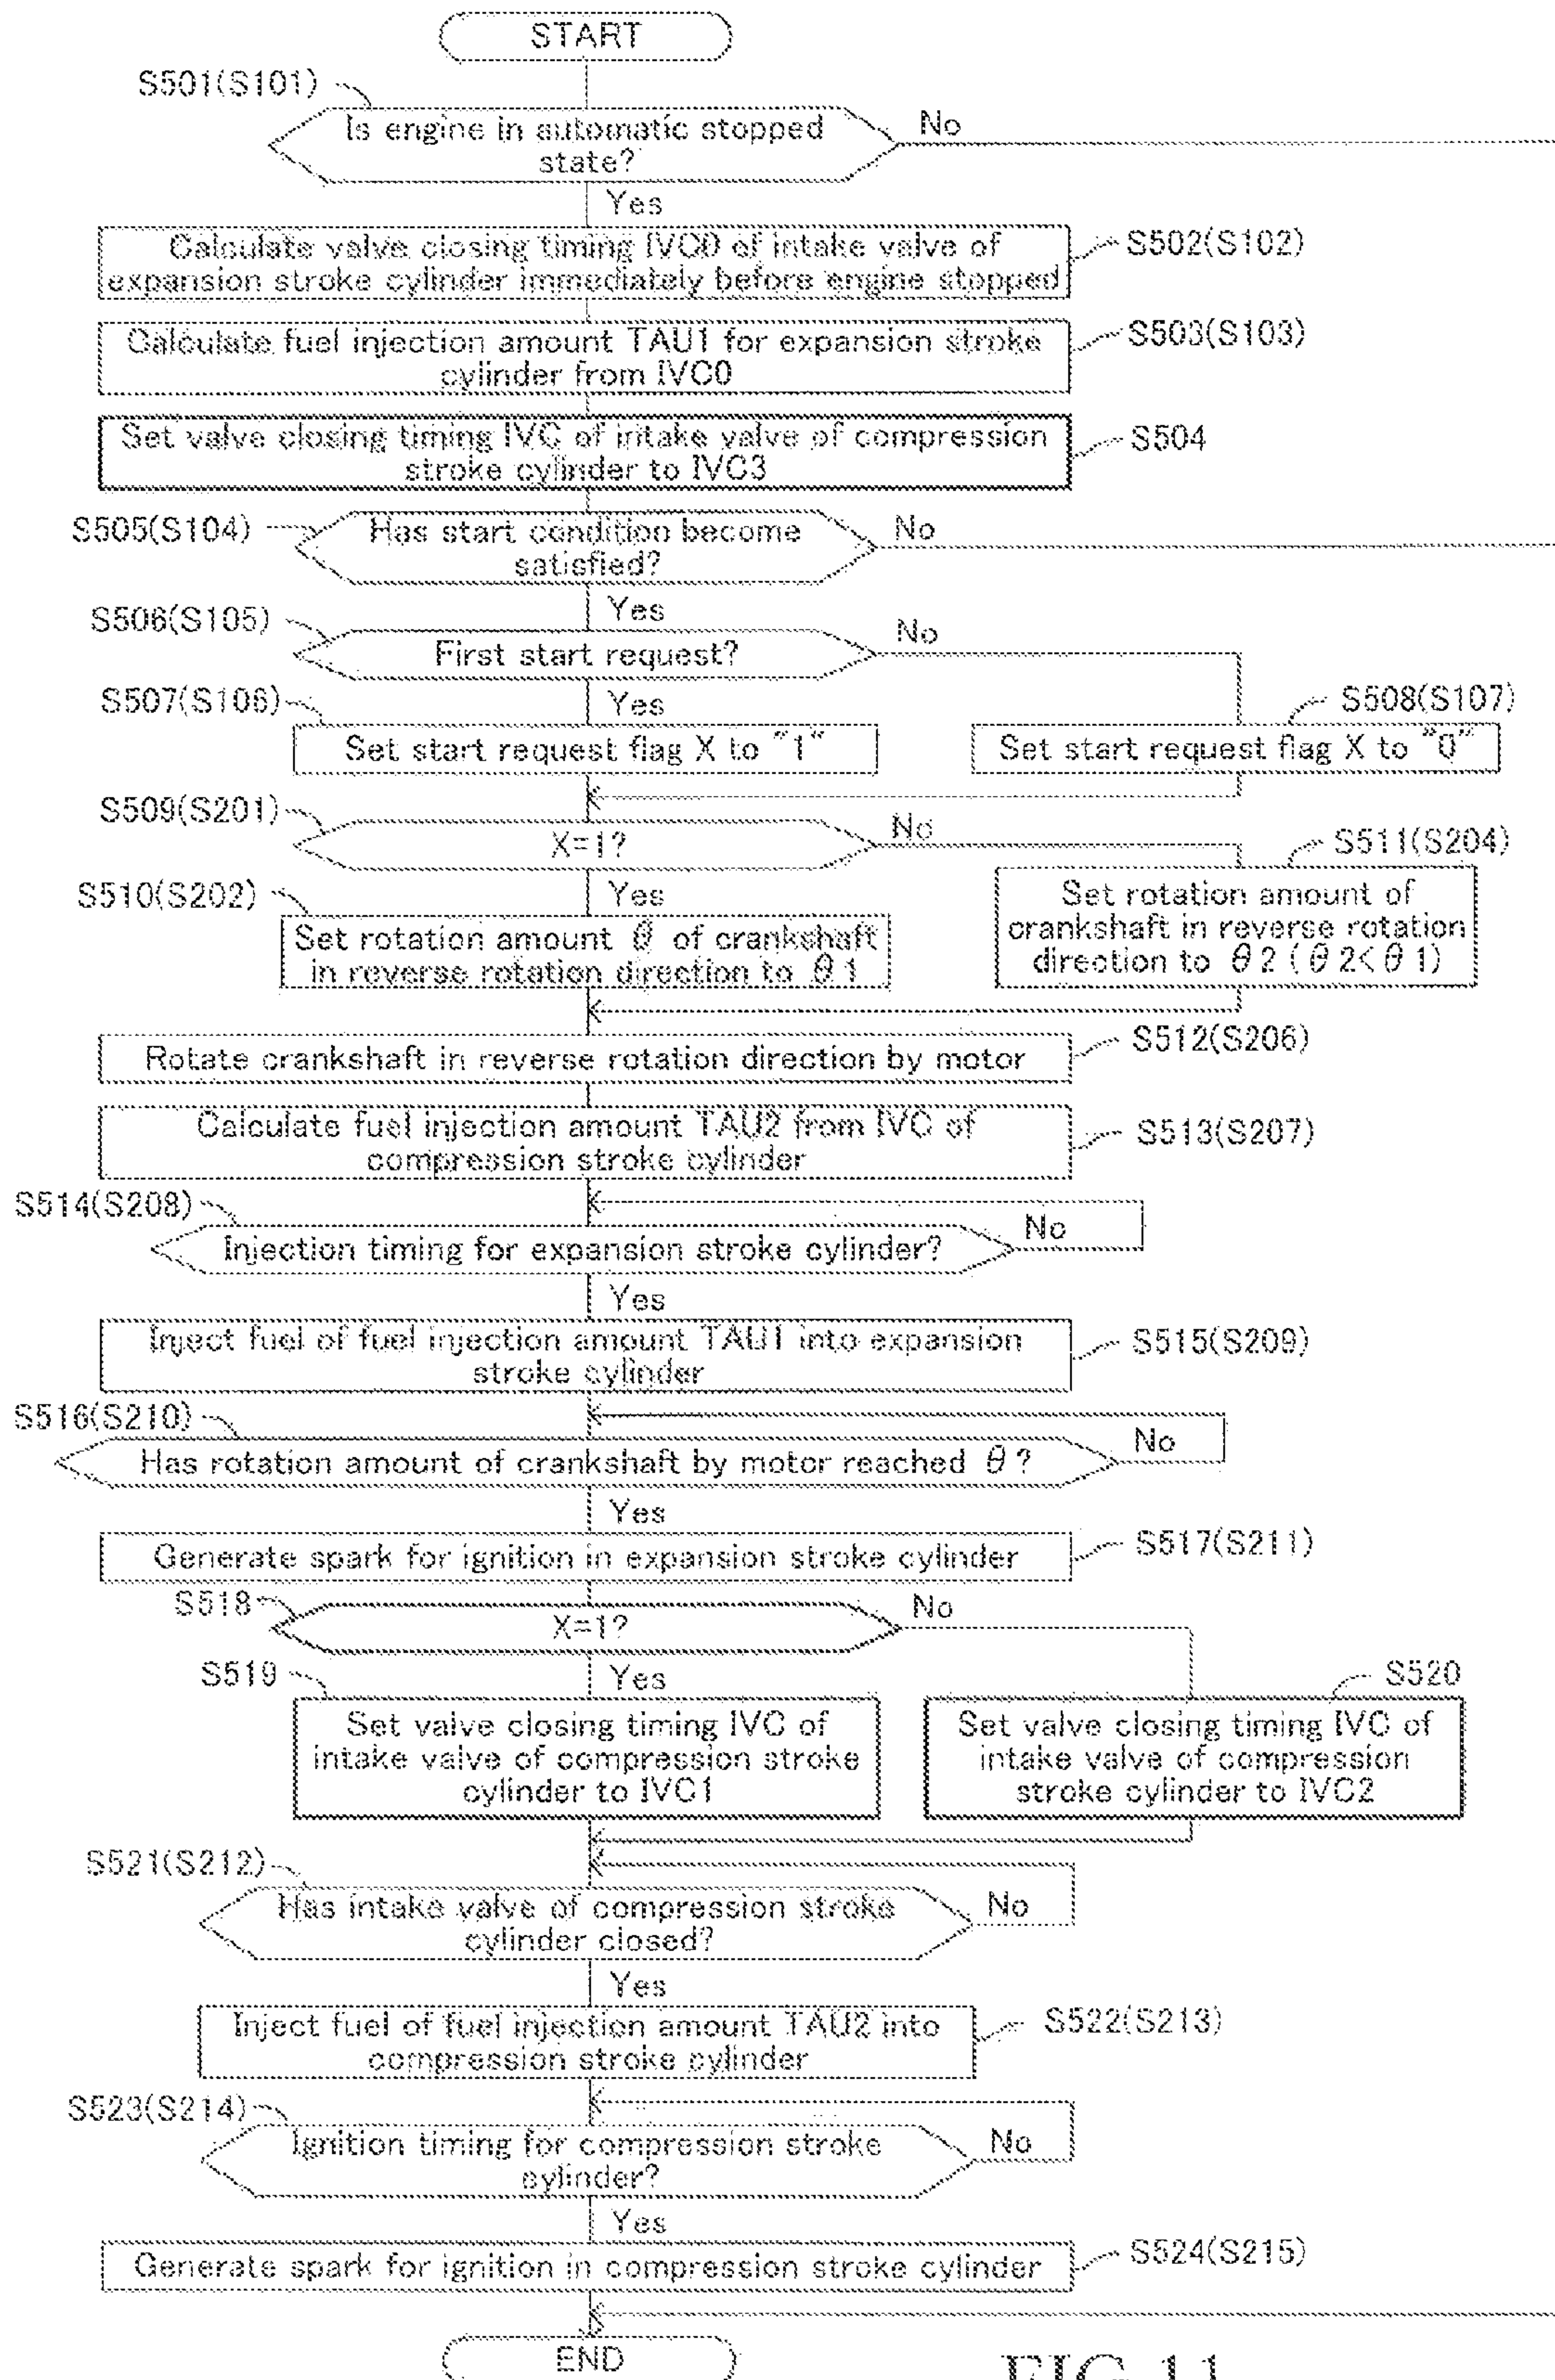 START
S501(S101)
Is engine in automatic stopped
state?
No
Yes
Calculate valve closing timing IVC0 of intake valve of
expansion stroke cylinder immediately before engine stopped
S502(S102)
Calculate fuel injection amount TAU1 for expansion stroke
cylinder from IVC0
S503(S103)
Set valve closing timing IVC of intake valve of compression
stroke cylinder to IVC3
S504
S505(S104)
Has start condition become
satisfied?
No
Yes
S506(S105)
First start request?
No
Yes
S507(S106)
Set start request flag X to "1"
S508(S107)
Set start request flag X to "0"
S509(S201)
X=1?
No
Yes
S510(S202)
Set rotation amount θ of crankshaft
in reverse rotation direction to θ1
S511(S204)
Set rotation amount of
crankshaft in reverse rotation
direction to θ2 (θ2<θ1)
Rotate crankshaft in reverse rotation direction by motor
S512(S206)
Calculate fuel injection amount TAU2 from IVC of
compression stroke cylinder
S513(S207)
S514(S208)
Injection timing for expansion stroke cylinder?
No
Yes
Inject fuel of fuel injection amount TAU1 into expansion
stroke cylinder
S515(S209)
S516(S210)
Has rotation amount of crankshaft by motor reached θ?
No
Yes
Generate spark for ignition in expansion stroke cylinder
S517(S211)
S518
X=1?
No
Yes
S519
Set valve closing timing IVC of
intake valve of compression stroke
cylinder to IVC1
S520
Set valve closing timing IVC of
intake valve of compression
stroke cylinder to IVC2
S521(S212)
Has intake valve of compression stroke
cylinder closed?
No
Yes
Inject fuel of fuel injection amount TAU2 into
compression stroke cylinder
S522(S213)
S523(S214)
Ignition timing for compression stroke
cylinder?
No
Yes
Generate spark for ignition in compression stroke cylinder
S524(S215)
END
FIG.11